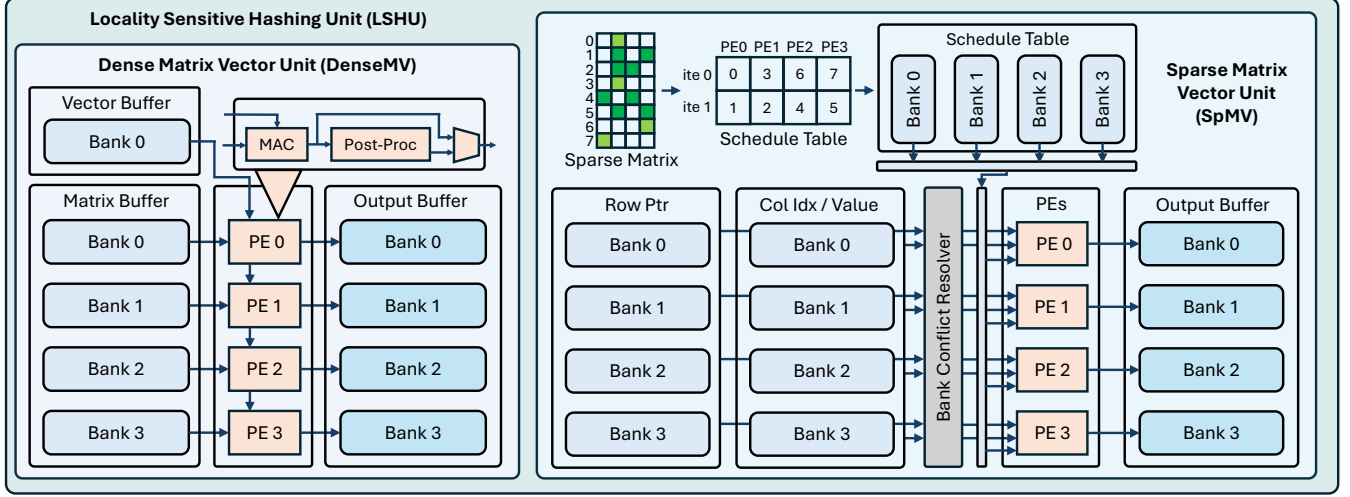 Locality Sensitive Hashing Unit (LSHU)
Dense Matrix Vector Unit (DenseMV)
Vector Buffer
Bank 0
MAC
Post-Proc
Matrix Buffer
Bank 0
Bank 1
Bank 2
Bank 3
PE 0
PE 1
PE 2
PE 3
Output Buffer
Bank 0
Bank 1
Bank 2
Bank 3
0
1
2
3
4
5
6
7
Sparse Matrix
PE0 PE1 PE2 PE3
ite 0 0 3 6 7
ite 1 1 2 4 5
Schedule Table
Schedule Table
Bank 0
Bank 1
Bank 2
Bank 3
Sparse Matrix
Vector Unit
(SpMV)
Row Ptr
Bank 0
Bank 1
Bank 2
Bank 3
Col Idx / Value
Bank 0
Bank 1
Bank 2
Bank 3
Bank Conflict Resolver
PEs
PE 0
PE 1
PE 2
PE 3
Output Buffer
Bank 0
Bank 1
Bank 2
Bank 3